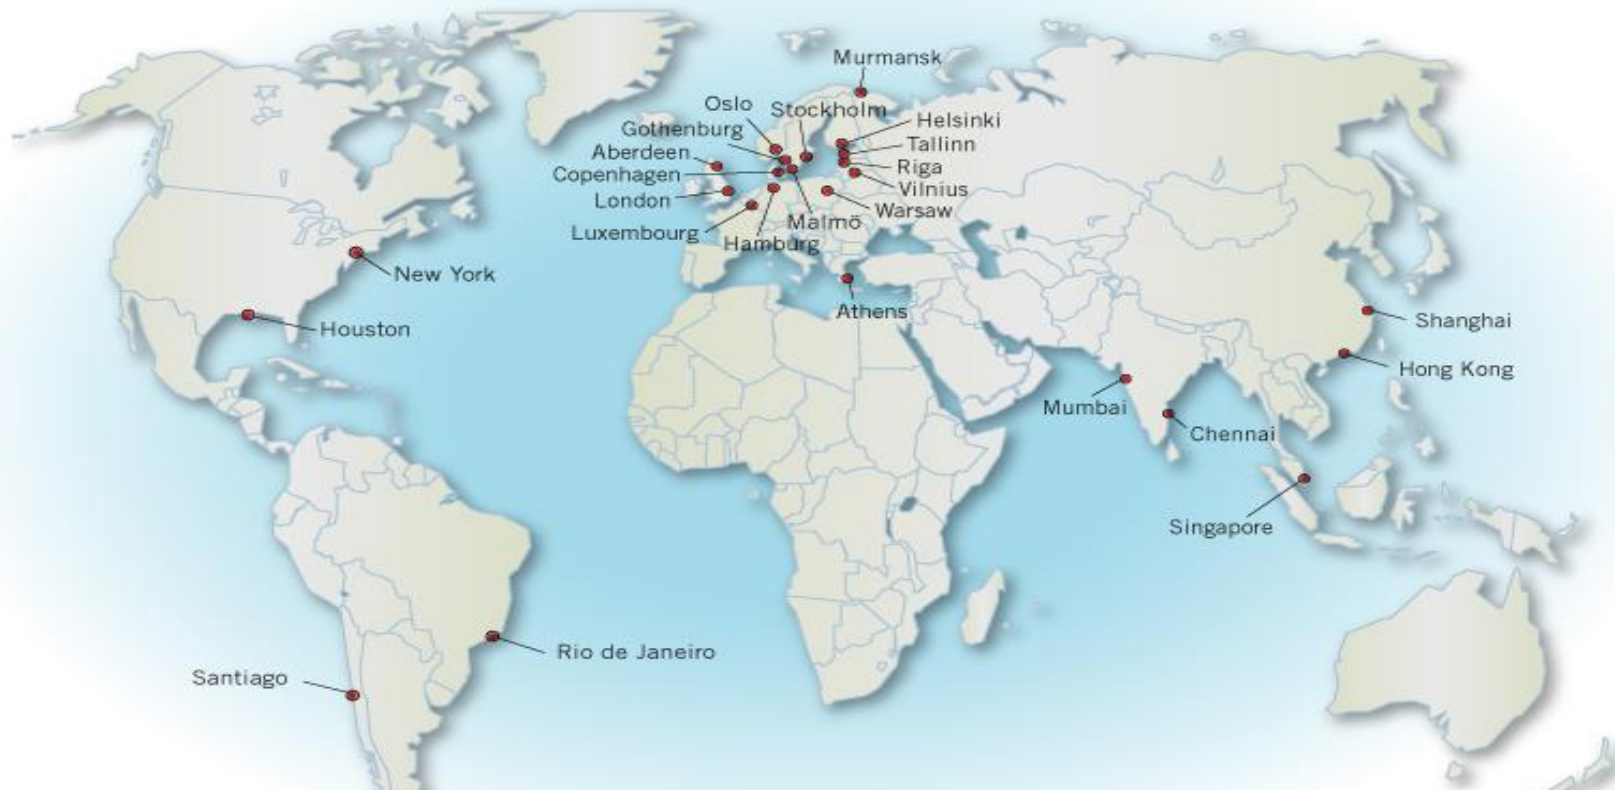 Murmansk
Oslo
Stockholm
Gothenburg
Helsinki
Aberdeen
Tallinn
Copenhagen
Riga
London
Vilnius
Warsaw
Luxembourg
Malmö
Hamburg
New York
Athens
Houston
Shanghai
Hong Kong
Mumbai
Chennai
Singapore
Rio de Janeiro
Santiago